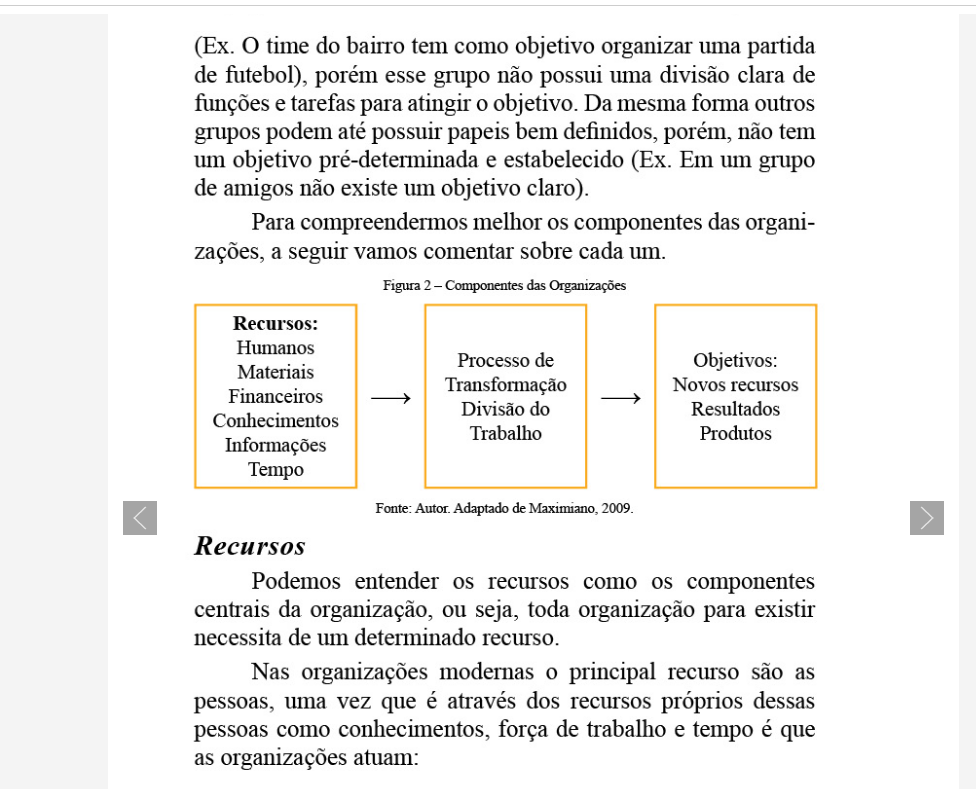 (Ex. O time do bairro tem como objetivo organizar uma partida
de futebol), porém esse grupo não possui uma divisão clara de
funções e tarefas para atingir o objetivo. Da mesma forma outros
grupos podem até possuir papeis bem definidos, porém, não tem
um objetivo pré-determinada e estabelecido (Ex. Em um grupo
de amigos não existe um objetivo claro).
Para compreendermos melhor os componentes das organi-
zações, a seguir vamos comentar sobre cada um.
Figura 2 – Componentes das Organizações
Recursos:
Humanos
Materiais
Financeiros
Conhecimentos
Informações
Tempo
Processo de
Transformação
Divisão do
Trabalho
Objetivos:
Novos recursos
Resultados
Produtos
Fonte: Autor. Adaptado de Maximiano, 2009.
Recursos
Podemos entender os recursos como os componentes
centrais da organização, ou seja, toda organização para existir
necessita de um determinado recurso.
Nas organizações modernas o principal recurso são as
pessoas, uma vez que é através dos recursos próprios dessas
pessoas como conhecimentos, força de trabalho e tempo é que
as organizações atuam: